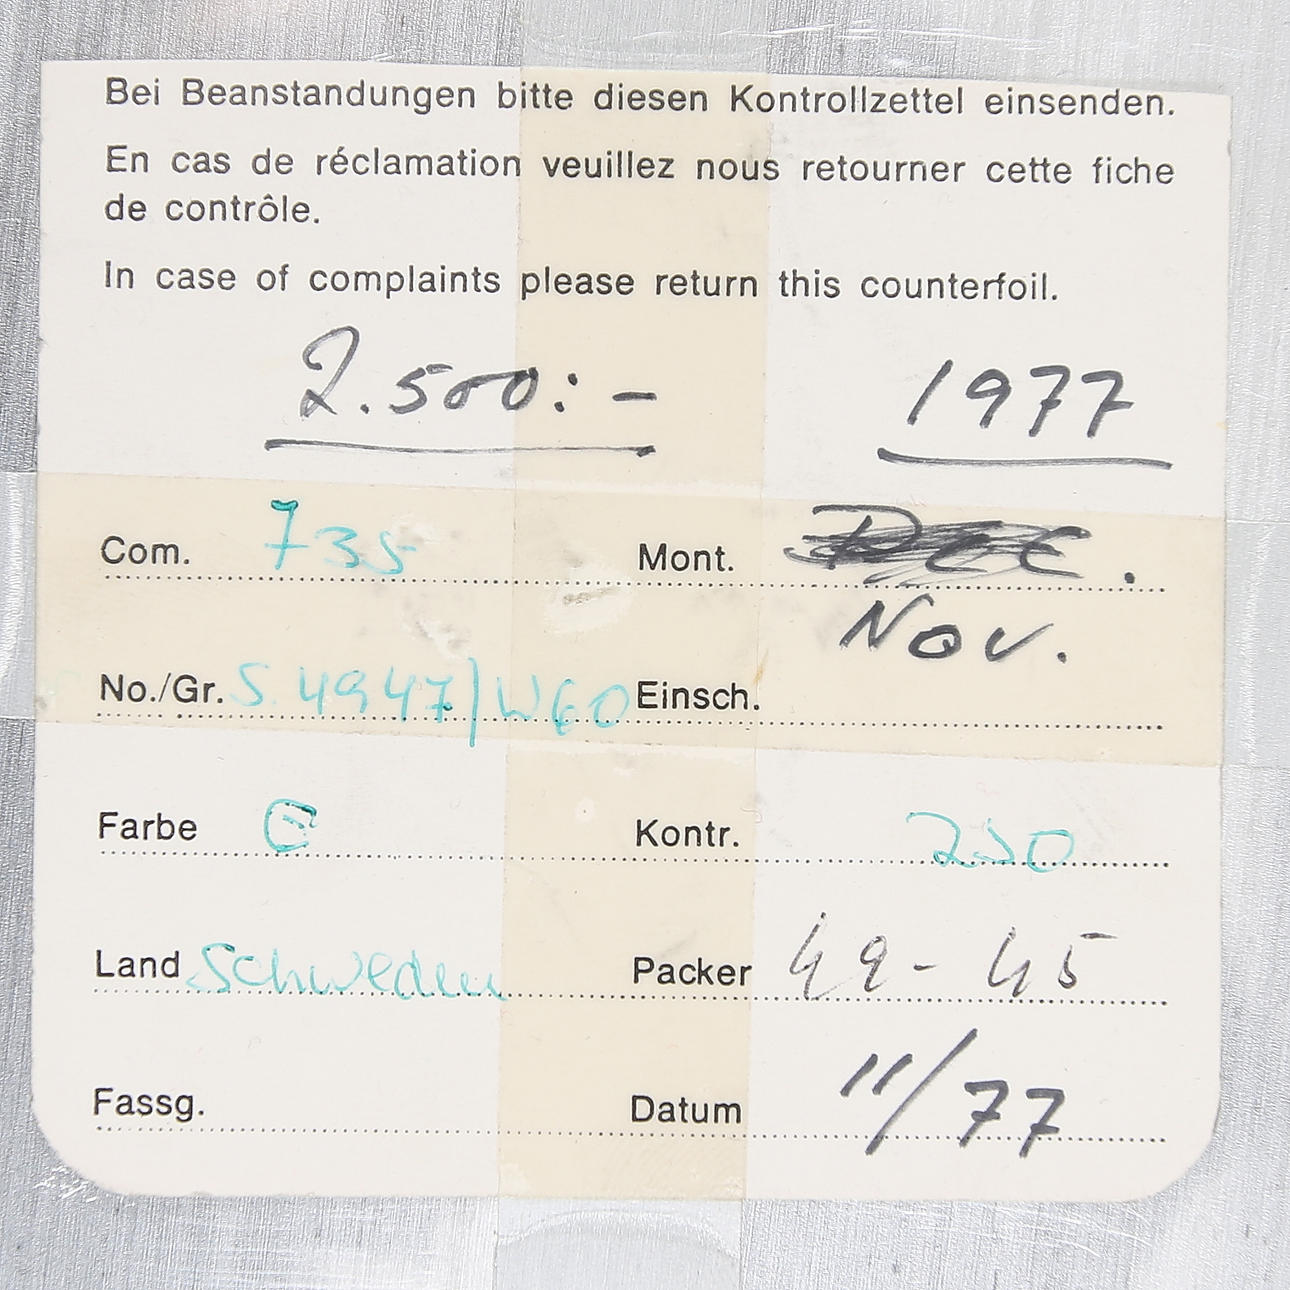 Bei Beanstandungen bitte diesen Kontrollzettel einsenden.
En cas de réclamation veuillez nous retourner cette fiche
de contrôle.
In case of complaints please return this counterfoil.
2.500:- 1977
Com. 735 Mont. Dec.
Nov.
No./Gr. S. 4947/W60 Einsch.
Farbe Kontr. 230
Land Schweden Packer 49-45
Fassg. Datum 11/77